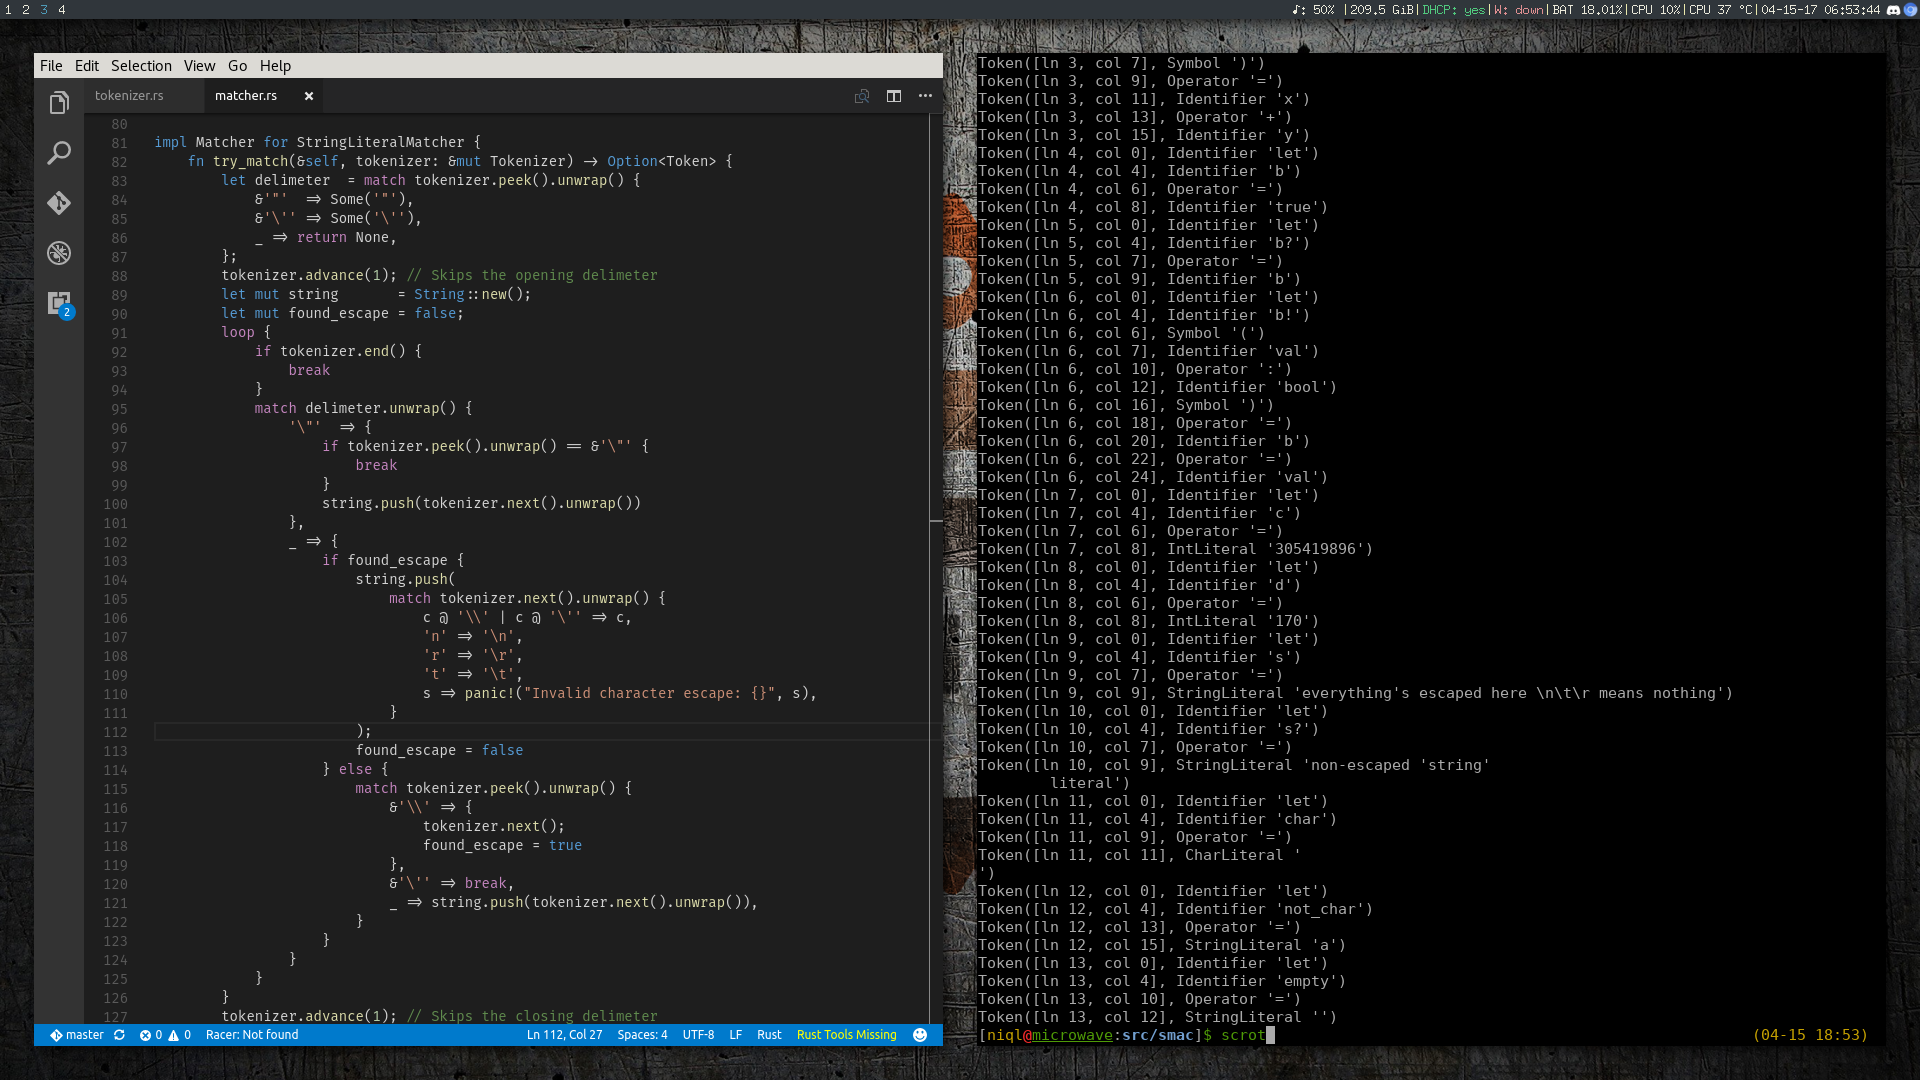 1 2 3 4
♪: 50% |209.5 GiB|DHCP: yes|W: down|BAT 18.01%|CPU 10%|CPU 37 °C|04-15-17 06:53:44
File Edit Selection View Go Help
tokenizer.rs matcher.rs ×
80
81 impl Matcher for StringLiteralMatcher {
82     fn try_match(&self, tokenizer: &mut Tokenizer) -> Option<Token> {
83         let delimeter  = match tokenizer.peek().unwrap() {
84             &'"'  => Some('"'),
85             &'\'' => Some('\''),
86             _ => return None,
87         };
88         tokenizer.advance(1); // Skips the opening delimeter
89         let mut string       = String::new();
90         let mut found_escape = false;
91         loop {
92             if tokenizer.end() {
93                 break
94             }
95             match delimeter.unwrap() {
96                 '\"'  => {
97                     if tokenizer.peek().unwrap() == &'\"' {
98                         break
99                     }
100                     string.push(tokenizer.next().unwrap())
101                 },
102                 _ => {
103                     if found_escape {
104                         string.push(
105                             match tokenizer.next().unwrap() {
106                                 c @ '\\' | c @ '\'' => c,
107                                 'n' => '\n',
108                                 'r' => '\r',
109                                 't' => '\t',
110                                 s => panic!("Invalid character escape: {}", s),
111                             }
112                         );
113                         found_escape = false
114                     } else {
115                         match tokenizer.peek().unwrap() {
116                             &'\\' => {
117                                 tokenizer.next();
118                                 found_escape = true
119                             },
120                             &'\'' => break,
121                             _ => string.push(tokenizer.next().unwrap()),
122                         }
123                     }
124                 }
125             }
126         }
127         tokenizer.advance(1); // Skips the closing delimeter
2
master 0 0 Racer: Not found Ln 112, Col 27 Spaces: 4 UTF-8 LF Rust Rust Tools Missing
Token([ln 3, col 7], Symbol ')')
Token([ln 3, col 9], Operator '=')
Token([ln 3, col 11], Identifier 'x')
Token([ln 3, col 13], Operator '+')
Token([ln 3, col 15], Identifier 'y')
Token([ln 4, col 0], Identifier 'let')
Token([ln 4, col 4], Identifier 'b')
Token([ln 4, col 6], Operator '=')
Token([ln 4, col 8], Identifier 'true')
Token([ln 5, col 0], Identifier 'let')
Token([ln 5, col 4], Identifier 'b?')
Token([ln 5, col 7], Operator '=')
Token([ln 5, col 9], Identifier 'b')
Token([ln 6, col 0], Identifier 'let')
Token([ln 6, col 4], Identifier 'b!')
Token([ln 6, col 6], Symbol '(')
Token([ln 6, col 7], Identifier 'val')
Token([ln 6, col 10], Operator ':')
Token([ln 6, col 12], Identifier 'bool')
Token([ln 6, col 16], Symbol ')')
Token([ln 6, col 18], Operator '=')
Token([ln 6, col 20], Identifier 'b')
Token([ln 6, col 22], Operator '=')
Token([ln 6, col 24], Identifier 'val')
Token([ln 7, col 0], Identifier 'let')
Token([ln 7, col 4], Identifier 'c')
Token([ln 7, col 6], Operator '=')
Token([ln 7, col 8], IntLiteral '305419896')
Token([ln 8, col 0], Identifier 'let')
Token([ln 8, col 4], Identifier 'd')
Token([ln 8, col 6], Operator '=')
Token([ln 8, col 8], IntLiteral '170')
Token([ln 9, col 0], Identifier 'let')
Token([ln 9, col 4], Identifier 's')
Token([ln 9, col 7], Operator '=')
Token([ln 9, col 9], StringLiteral 'everything's escaped here \n\t\r means nothing')
Token([ln 10, col 0], Identifier 'let')
Token([ln 10, col 4], Identifier 's?')
Token([ln 10, col 7], Operator '=')
Token([ln 10, col 9], StringLiteral 'non-escaped 'string'
        literal')
Token([ln 11, col 0], Identifier 'let')
Token([ln 11, col 4], Identifier 'char')
Token([ln 11, col 9], Operator '=')
Token([ln 11, col 11], CharLiteral '
')
Token([ln 12, col 0], Identifier 'let')
Token([ln 12, col 4], Identifier 'not_char')
Token([ln 12, col 13], Operator '=')
Token([ln 12, col 15], StringLiteral 'a')
Token([ln 13, col 0], Identifier 'let')
Token([ln 13, col 4], Identifier 'empty')
Token([ln 13, col 10], Operator '=')
Token([ln 13, col 12], StringLiteral '')
[niql@microwave:src/smac]$ scrot (04-15 18:53)